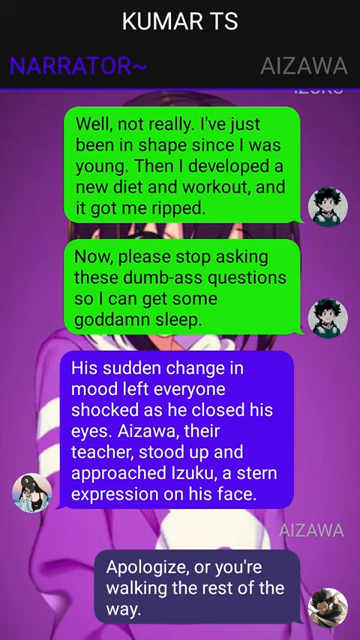 KUMAR TS
NARRATOR~ AIZAWA
IZUKU
Well, not really. I've just
been in shape since I was
young. Then I developed a
new diet and workout, and
it got me ripped.
Now, please stop asking
these dumb-ass questions
so I can get some
goddamn sleep.
His sudden change in
mood left everyone
shocked as he closed his
eyes. Aizawa, their
teacher, stood up and
approached Izuku, a stern
expression on his face.
AIZAWA
Apologize, or you're
walking the rest of the
way.